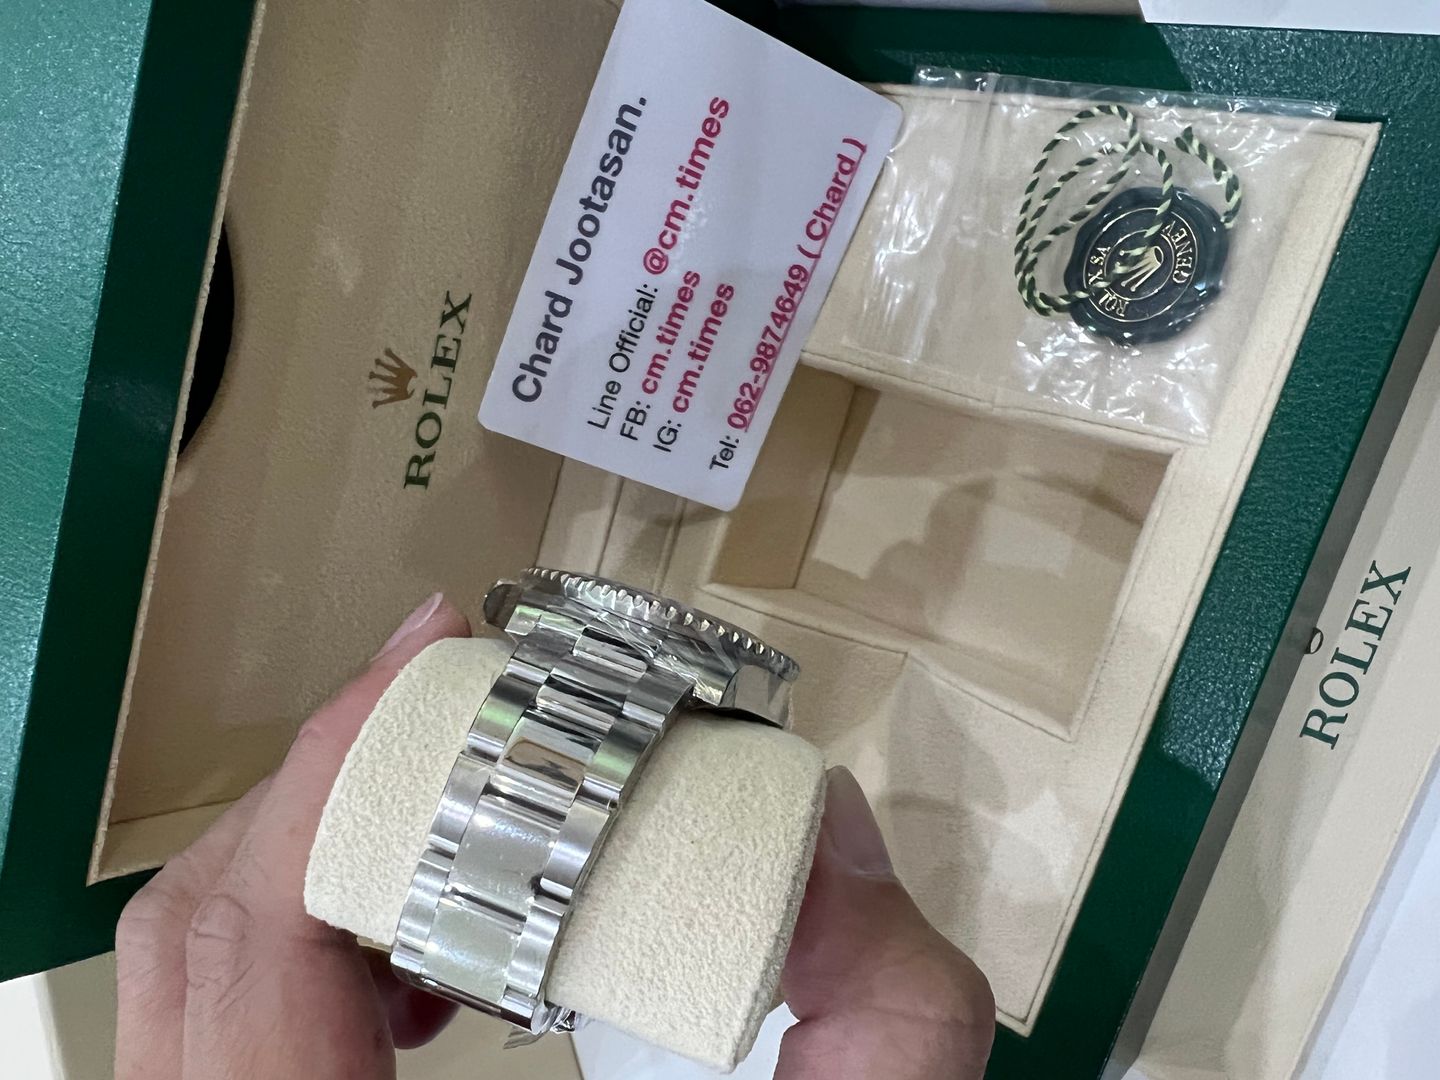 ROLEX
Chard Jootasan.
Line Official: @cm.times
FB: cm.times
IG: cm.times
Tel: 062-9874649 ( Chard )
ROLEX SA
GENEV
ROLEX